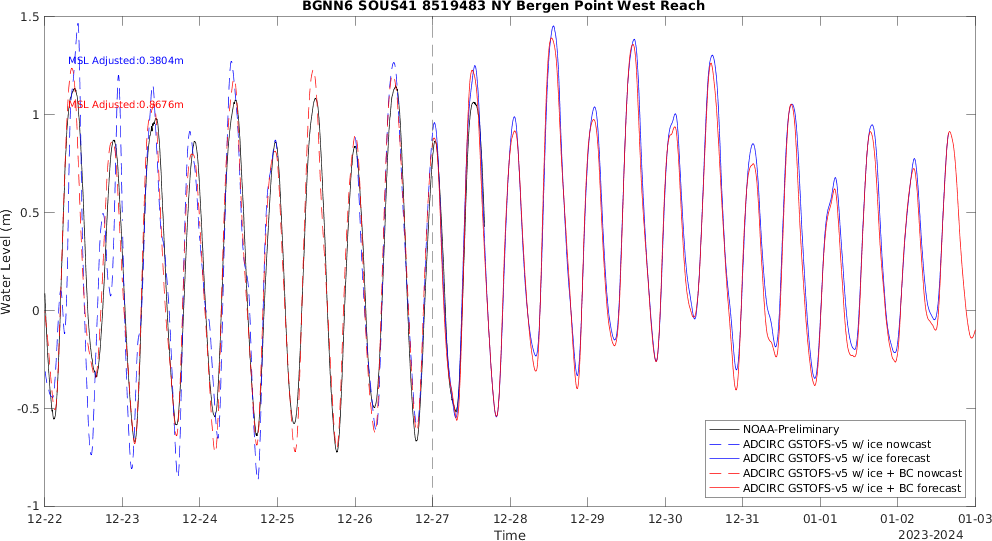 BGNN6 SOUS41 8519483 NY Bergen Point West Reach
1.5
1
0.5
0
-0.5
-1
Water Level (m)
MSL Adjusted:0.3804m
MSL Adjusted:0.8676m
NOAA-Preliminary
ADCIRC GSTOFS-v5 w/ ice nowcast
ADCIRC GSTOFS-v5 w/ ice forecast
ADCIRC GSTOFS-v5 w/ ice + BC nowcast
ADCIRC GSTOFS-v5 w/ ice + BC forecast
12-22 12-23 12-24 12-25 12-26 12-27 12-28 12-29 12-30 12-31 01-01 01-02 01-03
Time
2023-2024